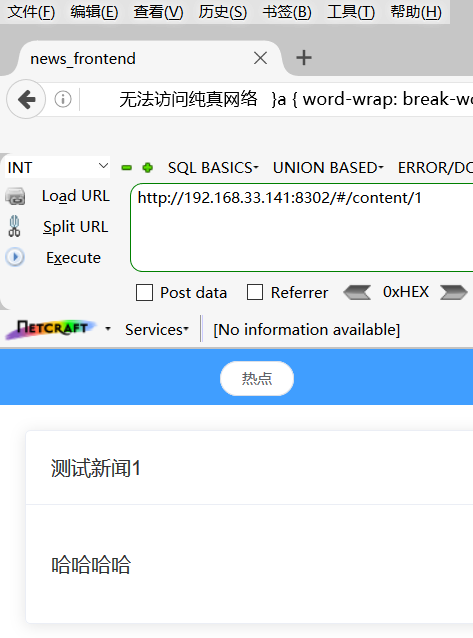 文件(F) 编辑(E) 查看(V) 历史(S) 书签(B) 工具(T) 帮助(H)
news_frontend
无法访问纯真网络 }a { word-wrap: break-wo
INT SQL BASICS UNION BASED ERROR/DO
Load URL http://192.168.33.141:8302/#/content/1
Split URL
Execute
Post data Referrer 0xHEX
NETCRAFT Services [No information available]
热点
测试新闻1
哈哈哈哈